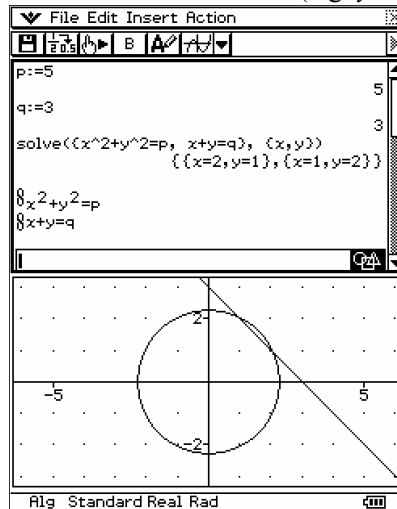 File Edit Insert Action
B
p:=5
5
q:=3
3
solve({x^2+y^2=p, x+y=q}, {x,y})
{{x=2,y=1},{x=1,y=2}}
x²+y²=p
x+y=q
2
-5
5
-2
Alg Standard Real Rad